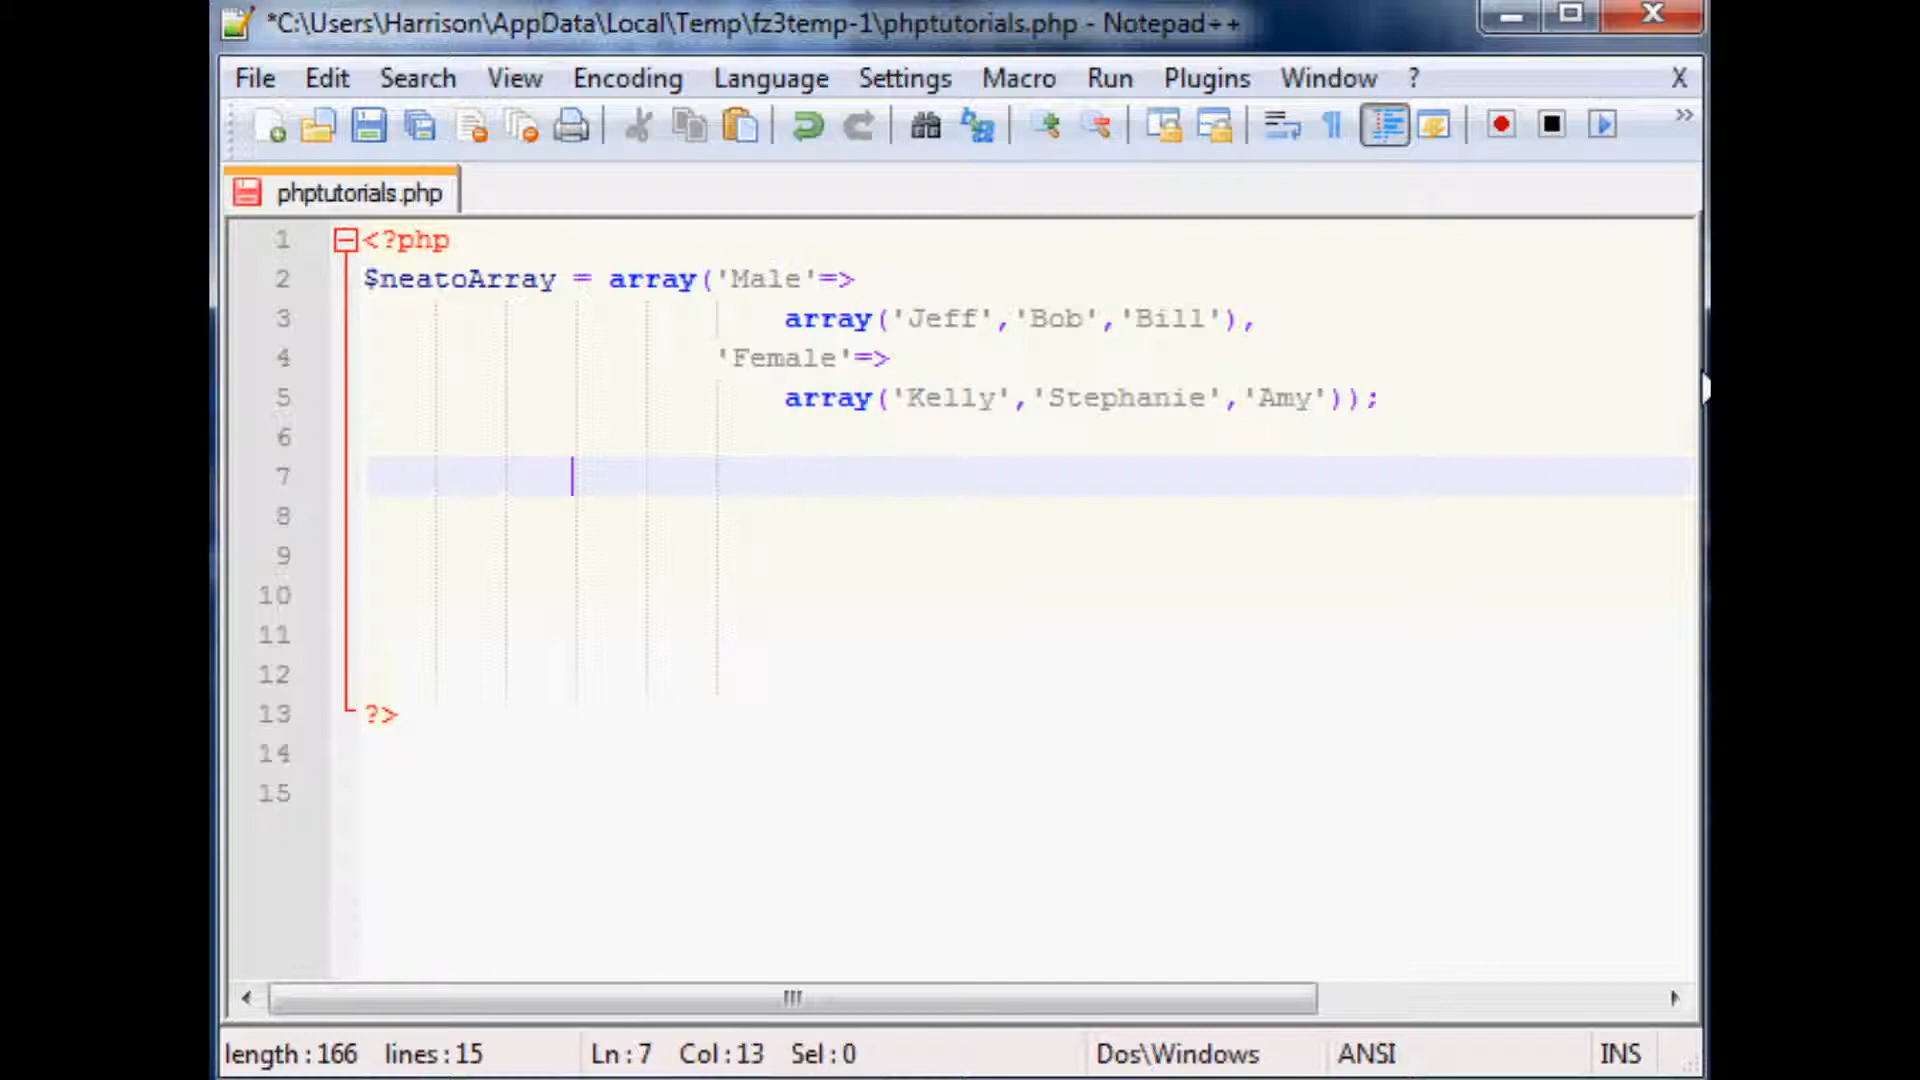 *C:\Users\Harrison\AppData\Local\Temp\fz3temp-1\phptutorials.php - Notepad++
File Edit Search View Encoding Language Settings Macro Run Plugins Window ? X
phptutorials.php
1 <?php
2 $neatoArray = array('Male'=>
3 array('Jeff','Bob','Bill'),
4 'Female'=>
5 array('Kelly','Stephanie','Amy'));
6
7
8
9
10
11
12
13 ?>
14
15
length : 166 lines : 15 Ln : 7 Col : 13 Sel : 0 Dos\Windows ANSI INS